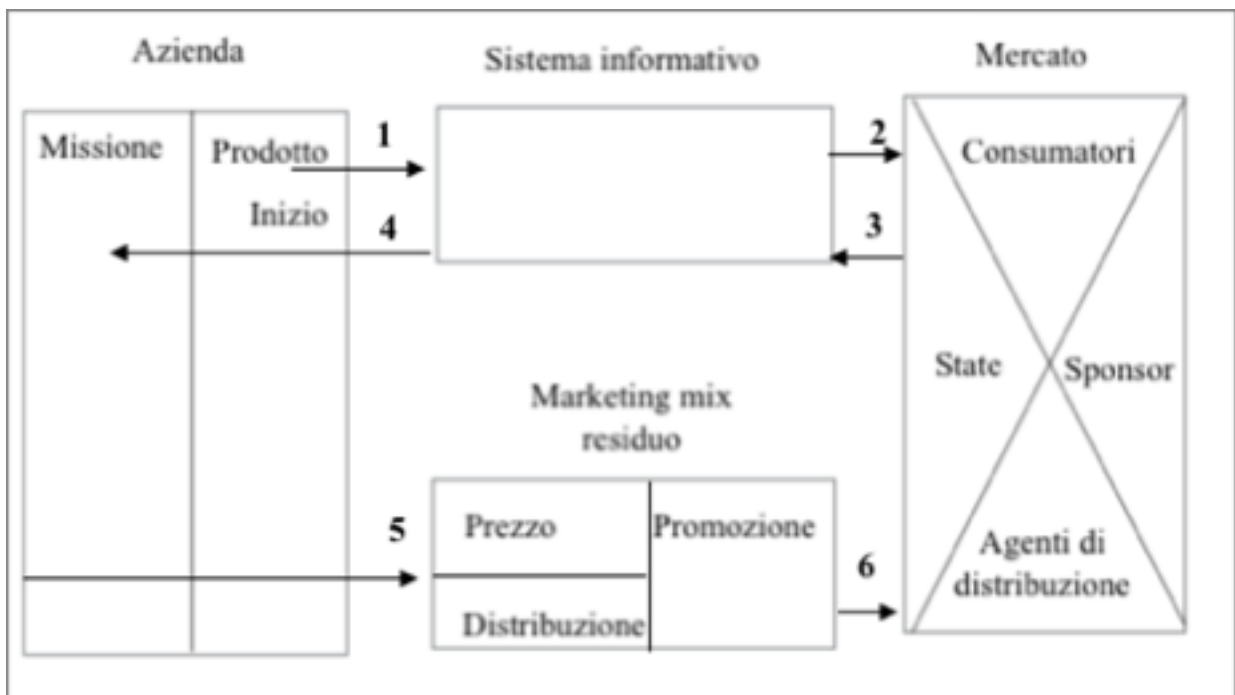 Azienda
Sistema informativo
Mercato
Missione
Prodotto
1
2
Consumatori
Inizio
4
3
State
Sponsor
Marketing mix
residuo
5
Prezzo
Promozione
6
Agenti di
distribuzione
Distribuzione